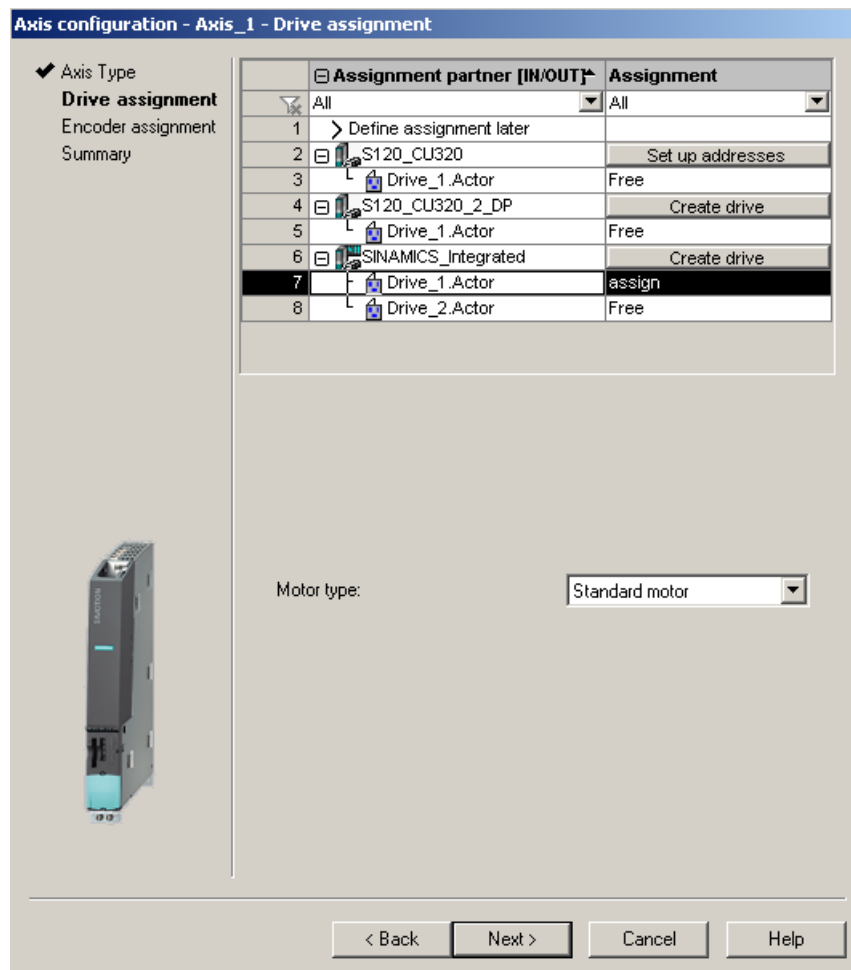 Axis configuration - Axis_1 - Drive assignment
Axis Type
Drive assignment
Encoder assignment
Summary
Assignment partner [IN/OUT] Assignment
All All
1 Define assignment later
2 S120_CU320 Set up addresses
3 Drive_1.Actor Free
4 S120_CU320_2_DP Create drive
5 Drive_1.Actor Free
6 SINAMICS_Integrated Create drive
7 Drive_1.Actor assign
8 Drive_2.Actor Free
SIMOTION
Motor type: Standard motor
< Back Next > Cancel Help